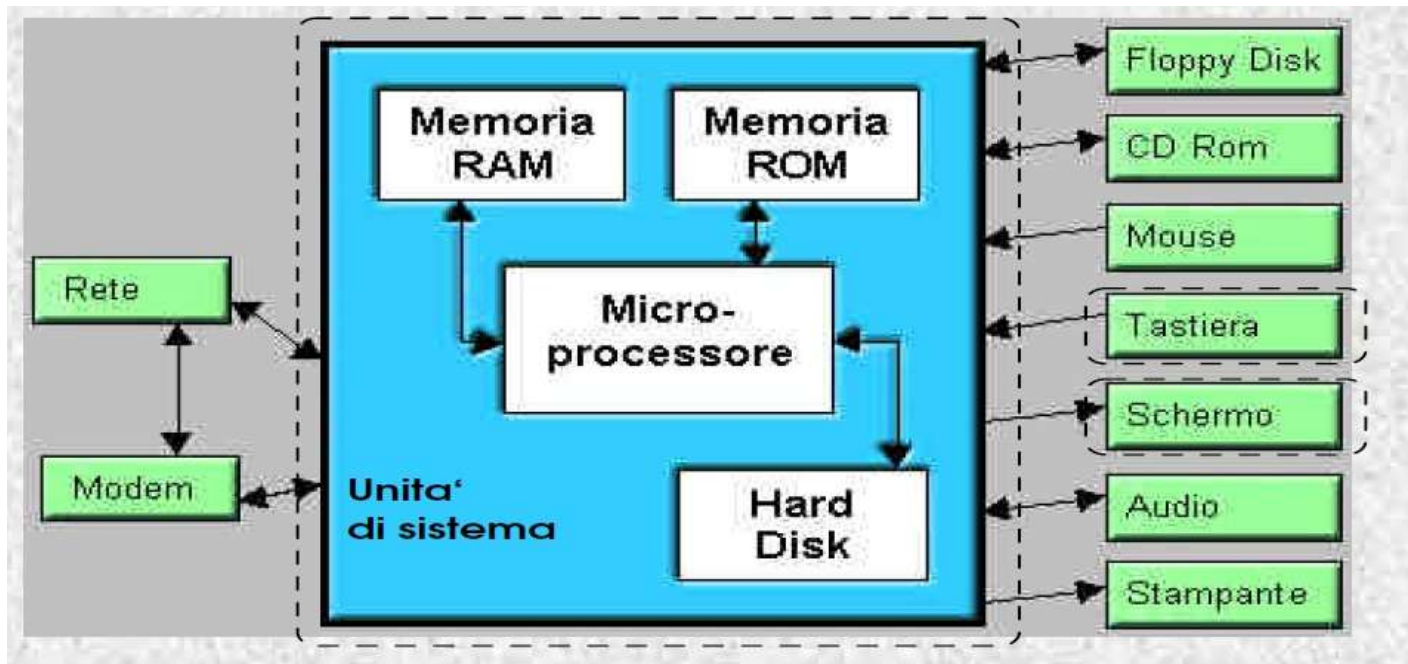 Memoria
RAM
Memoria
ROM
Micro-
processore
Hard
Disk
Unita‘
di sistema
Rete
Modem
Floppy Disk
CD Rom
Mouse
Tastiera
Schermo
Audio
Stampante